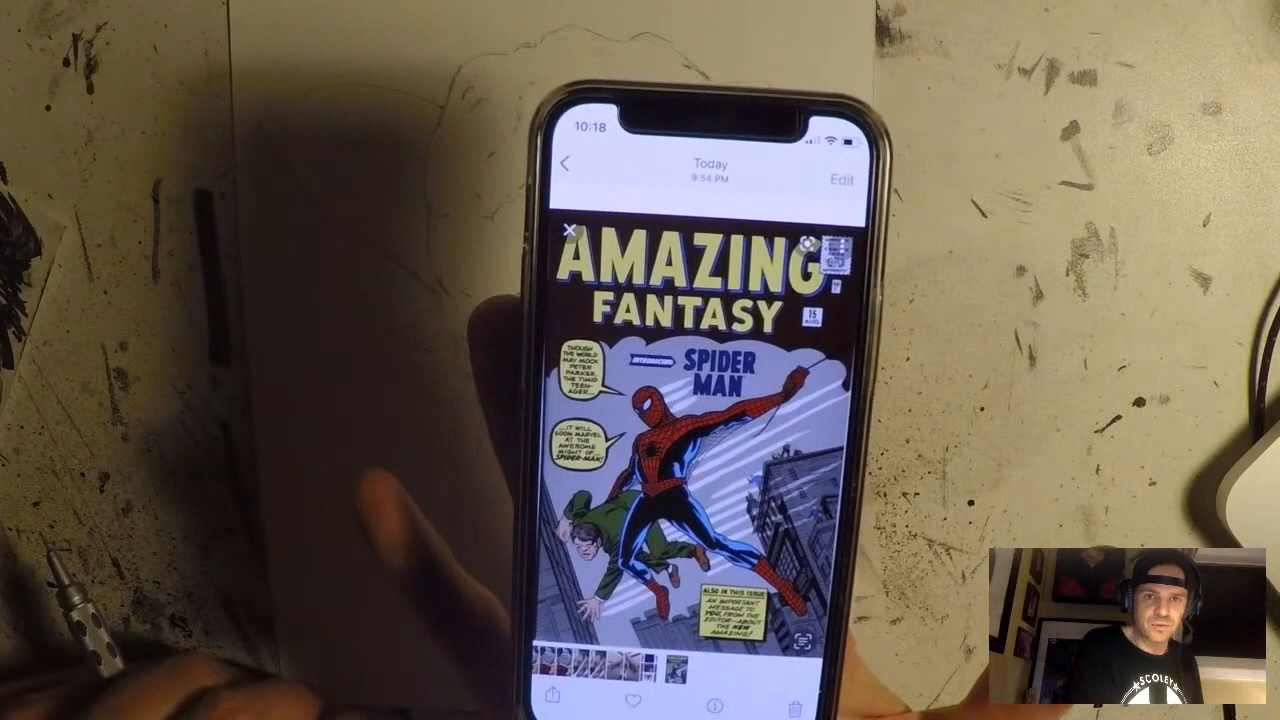 10:18
Today
9:54 PM
Edit
AMAZING
FANTASY
15
AUG.
INTRODUCING
SPIDER
MAN
THOUGH
THE WORLD
MAY MOCK
PETER
PARKER,
THE TIMID
TEEN-
AGER...
...IT WILL
SOON MARVEL
AT THE
AWESOME
MIGHT OF...
SPIDER-MAN!
ALSO IN THIS ISSUE
AN IMPORTANT
MESSAGE TO
YOU, FROM THE
EDITOR--ABOUT
THE NEW
AMAZING!
SCOLEY